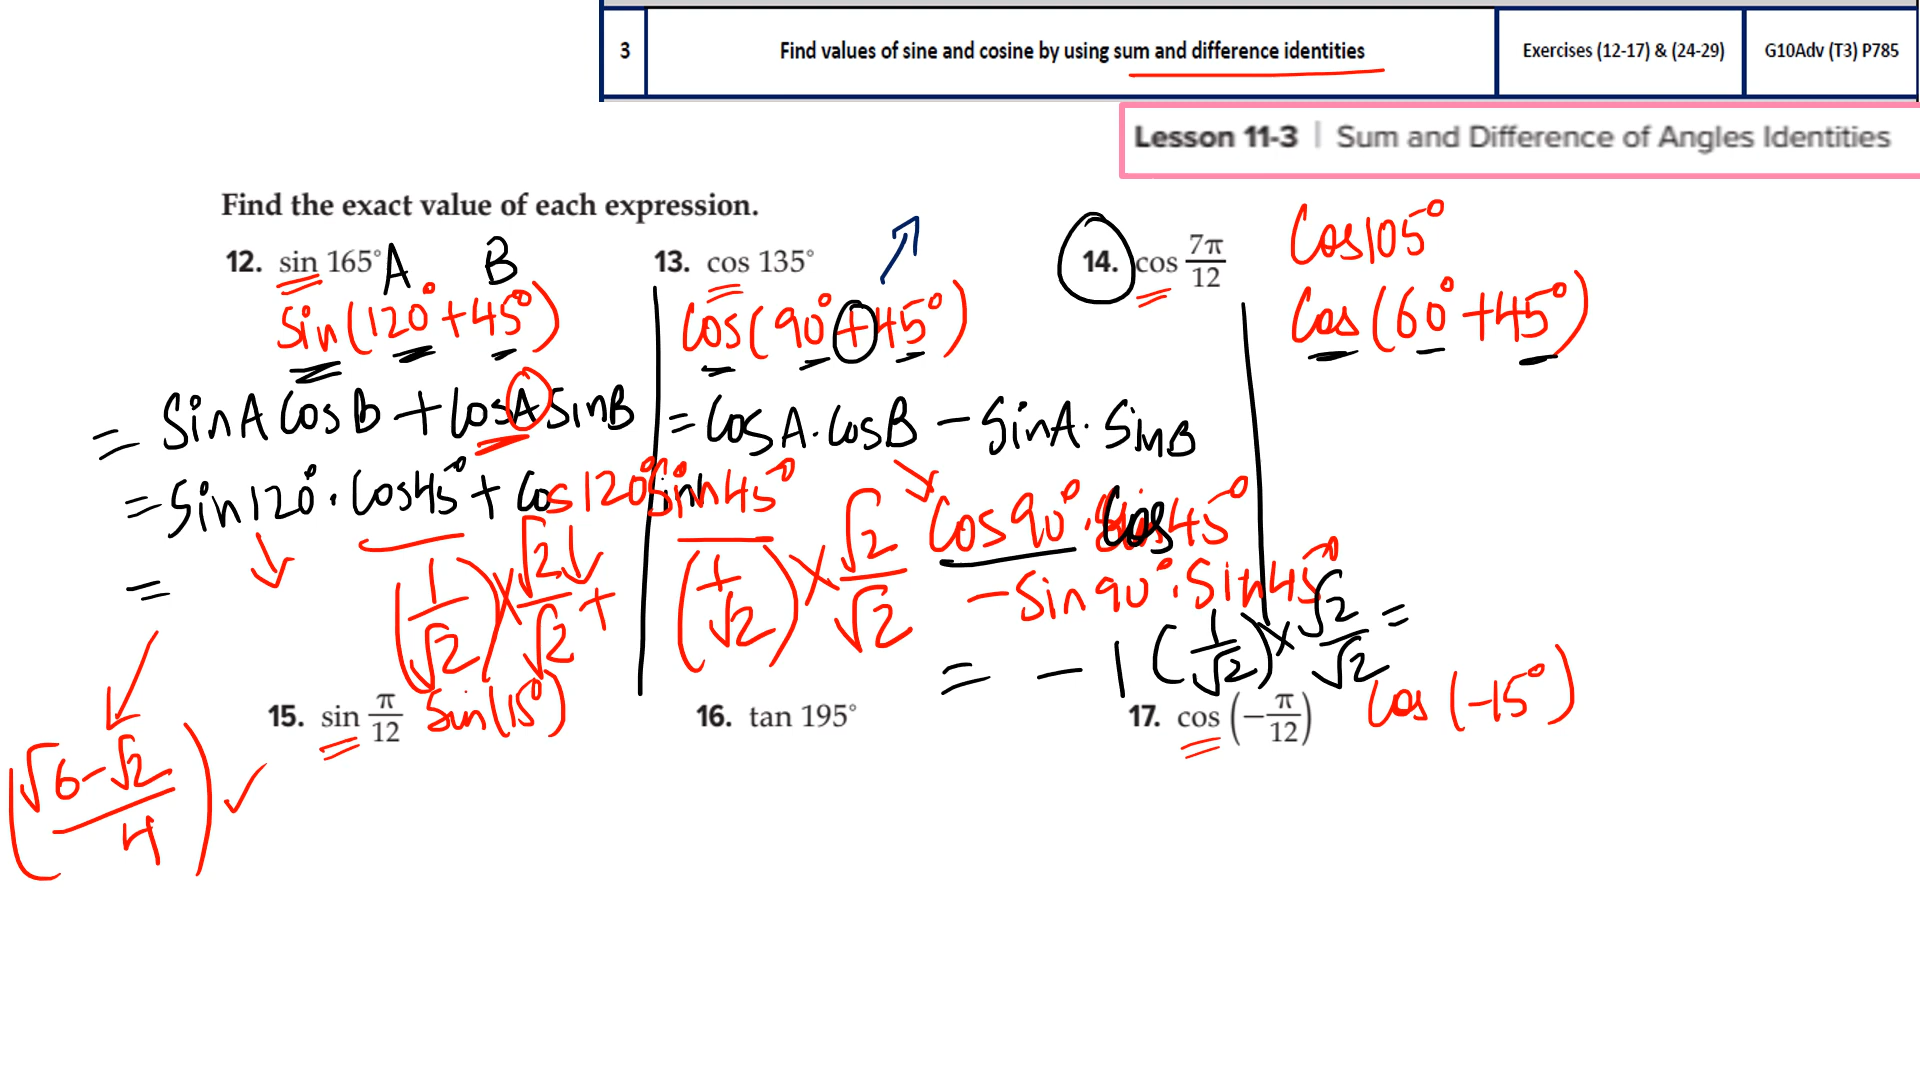 3 Find values of sine and cosine by using sum and difference identities Exercises (12-17) & (24-29) G10Adv (T3) P785
Lesson 11-3 | Sum and Difference of Angles Identities
Find the exact value of each expression.
12. sin 165°
A B
sin(120°+45°)
= SinA CosB + CosA SinB
= Sin120°·Cos45° + Cos120° Sin45°
=
(1/√2) × √2/√2 + (1/√2) × √2/√2
(√6-√2/4) ✓
13. cos 135°
cos(90°+45°)
= CosA·CosB - SinA·SinB
Cos90°·Cos45°
-Sin90°·Sin45°
= -1(1/√2) × √2/√2 =
14. cos 7π/12
Cos105°
Cos(60°+45°)
15. sin π/12
Sin(15°)
16. tan 195°
17. cos (-π/12)
Cos(-15°)